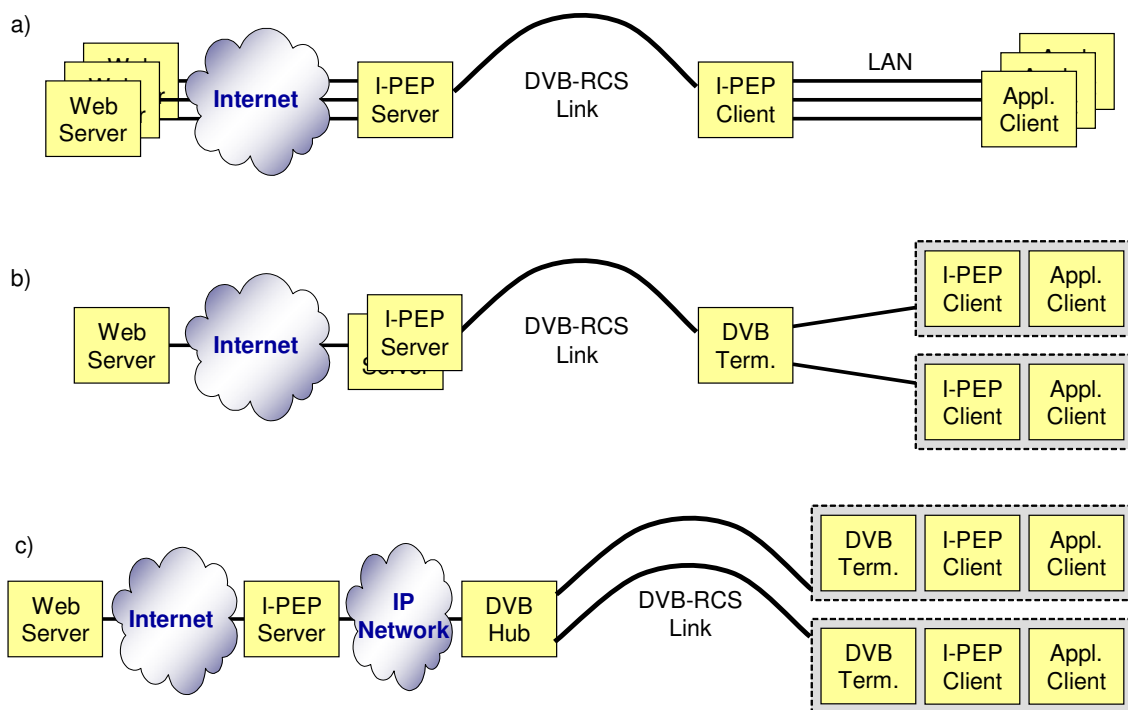 a)
Web
Server
Internet
I-PEP
Server
DVB-RCS
Link
I-PEP
Client
LAN
Appl.
Client
b)
Web
Server
Internet
I-PEP
Server
DVB-RCS
Link
DVB
Term.
I-PEP
Client
Appl.
Client
I-PEP
Client
Appl.
Client
c)
Web
Server
Internet
I-PEP
Server
IP
Network
DVB
Hub
DVB-RCS
Link
DVB
Term.
I-PEP
Client
Appl.
Client
DVB
Term.
I-PEP
Client
Appl.
Client